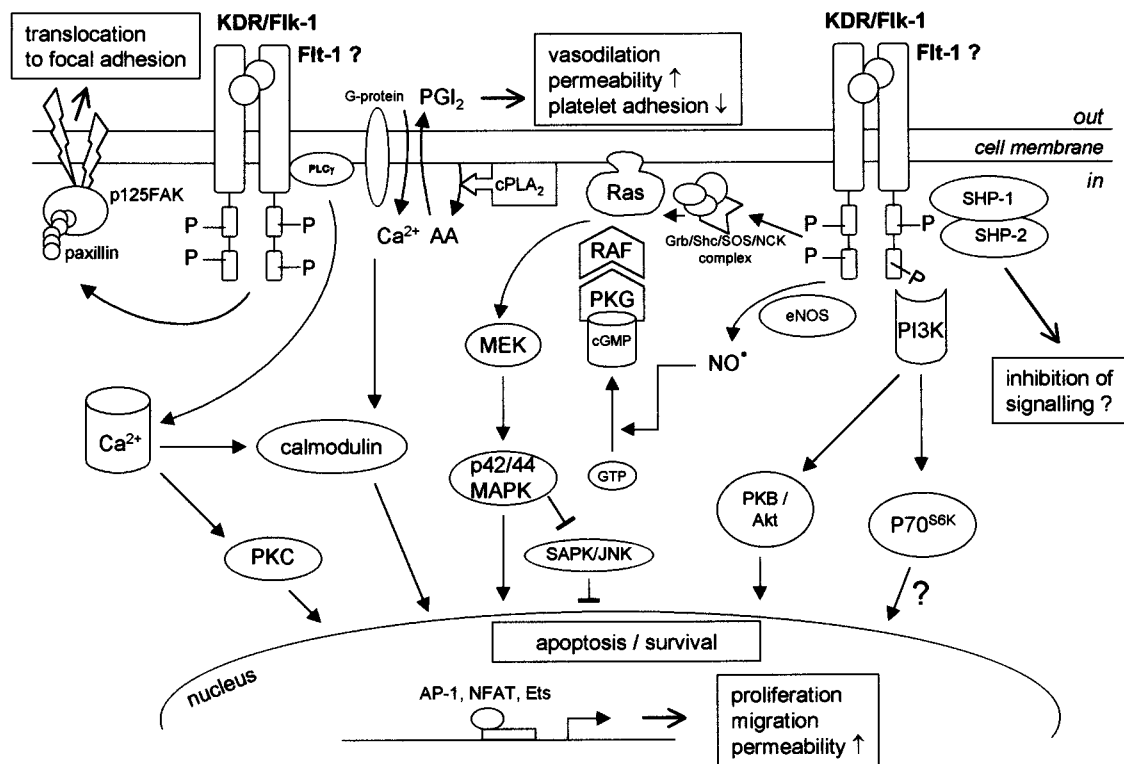 translocation
to focal adhesion
KDR/Flk-1
Flt-1 ?
G-protein
PGI₂
vasodilation
permeability ↑
platelet adhesion ↓
KDR/Flk-1
Flt-1 ?
out
cell membrane
in
PLCγ
cPLA₂
p125FAK
paxillin
P
P
P
P
Ca²⁺
AA
Ras
Grb/Shc/SOS/NCK
complex
P
P
P
SHP-1
SHP-2
RAF
PKG
cGMP
eNOS
NO•
PI3K
MEK
inhibition of
signalling ?
Ca²⁺
calmodulin
p42/44
MAPK
GTP
PKB /
Akt
P70ˢ⁶ᴷ
PKC
SAPK/JNK
?
apoptosis / survival
nucleus
AP-1, NFAT, Ets
proliferation
migration
permeability ↑